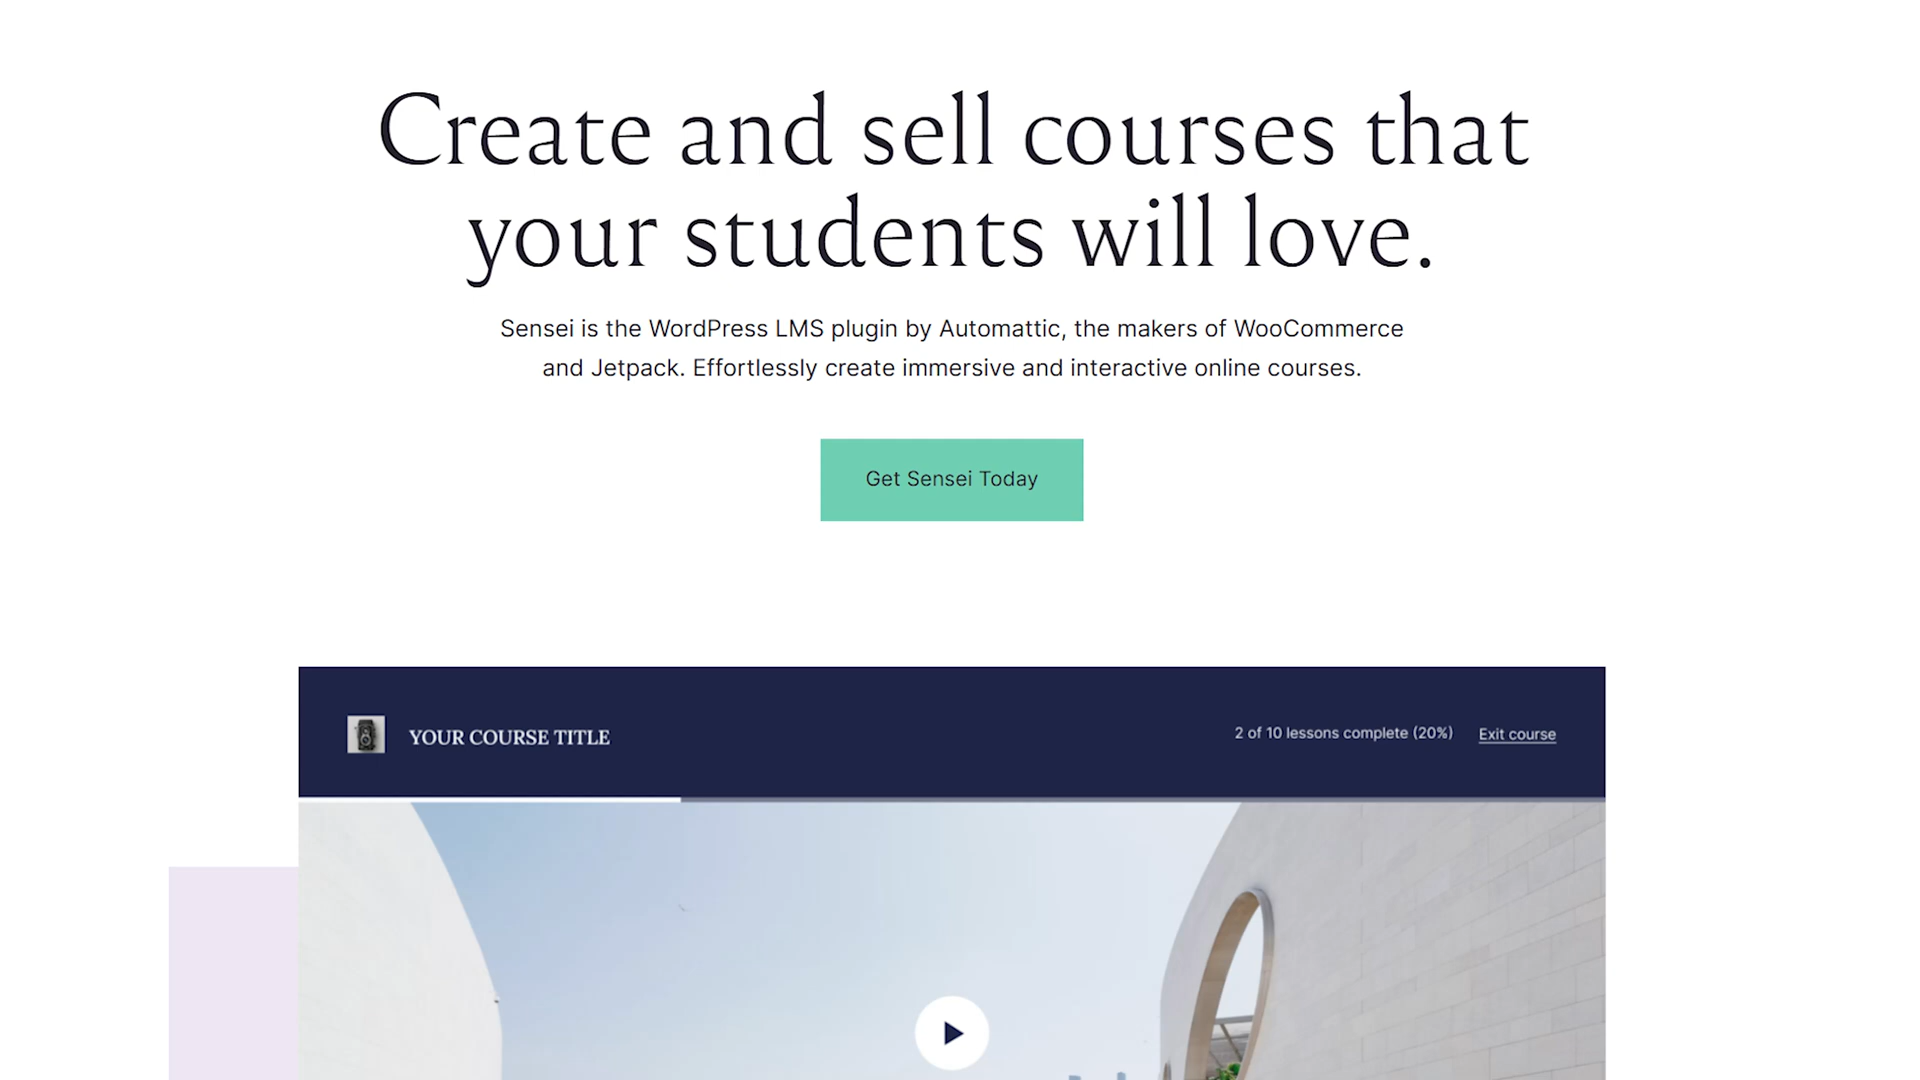 Create and sell courses that
your students will love.
Sensei is the WordPress LMS plugin by Automattic, the makers of WooCommerce
and Jetpack. Effortlessly create immersive and interactive online courses.
Get Sensei Today
YOUR COURSE TITLE
2 of 10 lessons complete (20%)
Exit course